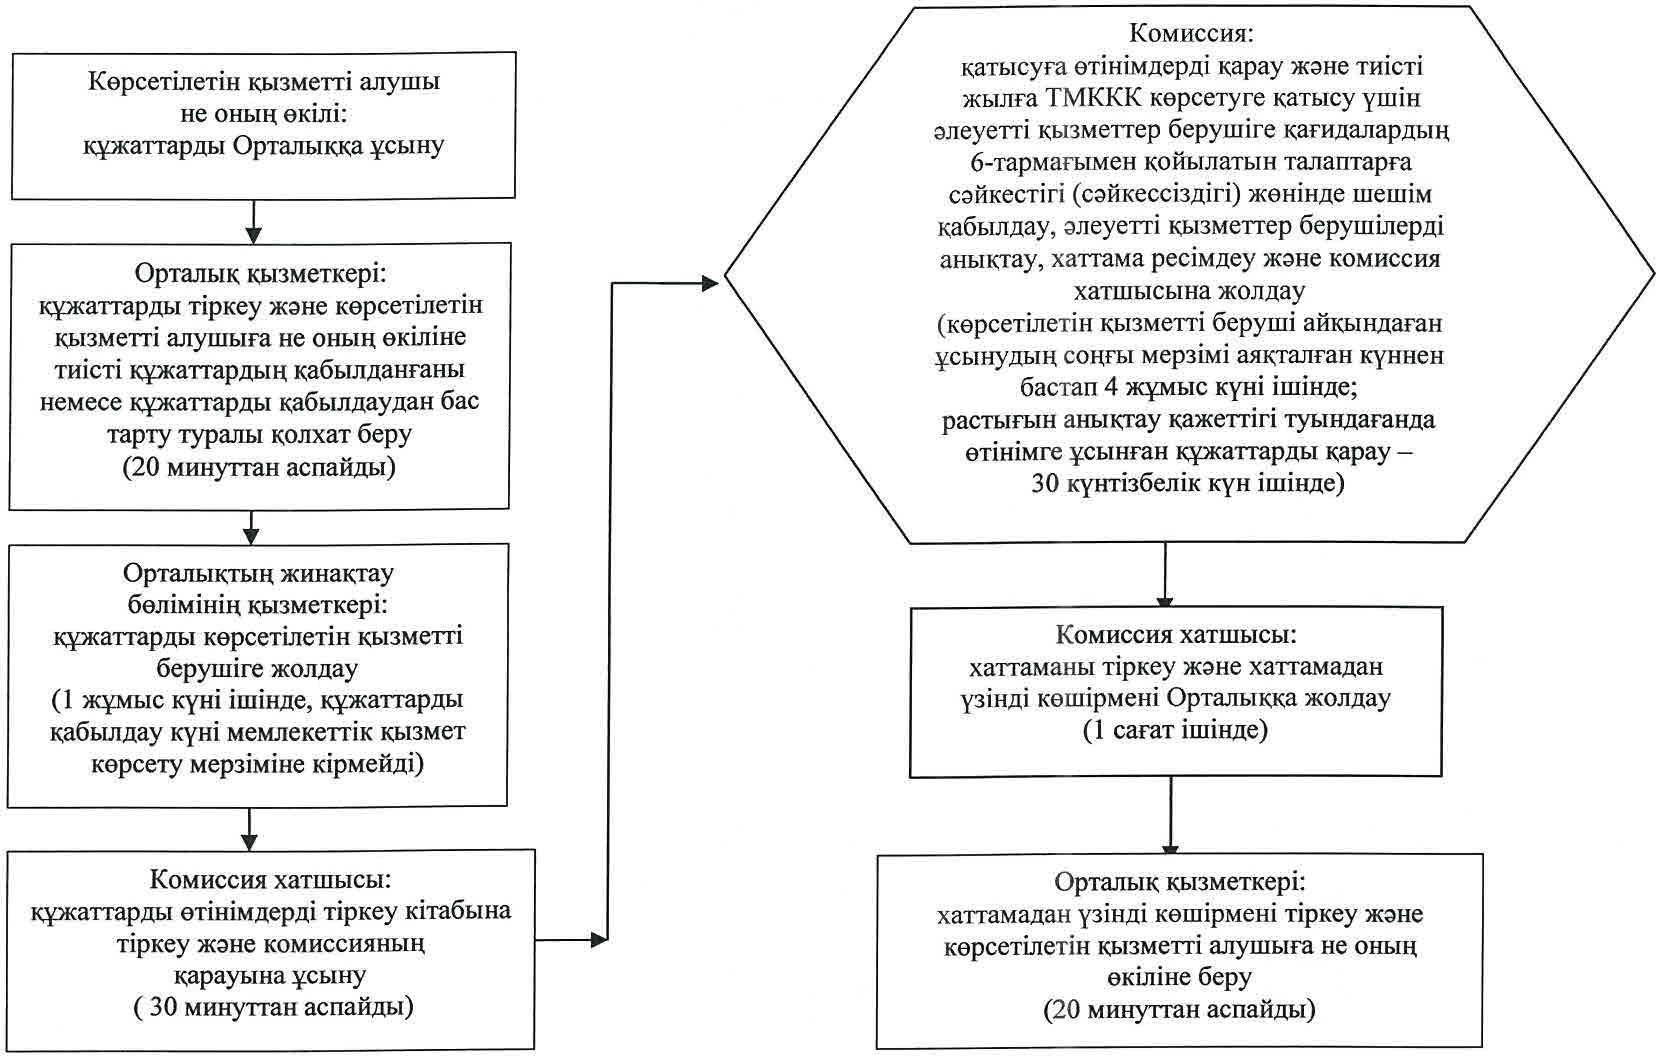 Көрсетілетін қызметті алушы
не оның өкілі:
құжаттарды Орталыққа ұсыну
Орталық қызметкері:
құжаттарды тіркеу және көрсетілетін
қызметті алушыға не оның өкіліне
тиісті құжаттардың қабылданғаны
немесе құжаттарды қабылдаудан бас
тарту туралы қолхат беру
(20 минуттан аспайды)
Орталықтың жинақтау
бөлімінің қызметкері:
құжаттарды көрсетілетін қызметті
берушіге жолдау
(1 жұмыс күні ішінде, құжаттарды
қабылдау күні мемлекеттік қызмет
көрсету мерзіміне кірмейді)
Комиссия хатшысы:
құжаттарды өтінімдерді тіркеу кітабына
тіркеу және комиссияның
қарауына ұсыну
( 30 минуттан аспайды)
Комиссия:
қатысуға өтінімдерді қарау және тиісті
жылға ТМККК көрсетуге қатысу үшін
әлеуетті қызметтер берушіге қағидалардың
6-тармағымен қойылатын талаптарға
сәйкестігі (сәйкессіздігі) жөнінде шешім
қабылдау, әлеуетті қызметтер берушілерді
анықтау, хаттама ресімдеу және комиссия
хатшысына жолдау
(көрсетілетін қызметті беруші айқындаған
ұсынудың соңғы мерзімі аяқталған күннен
бастап 4 жұмыс күні ішінде;
растығын анықтау қажеттігі туындағанда
өтінімге ұсынған құжаттарды қарау –
30 күнтізбелік күн ішінде)
Комиссия хатшысы:
хаттаманы тіркеу және хаттамадан
үзінді көшірмені Орталыққа жолдау
(1 сағат ішінде)
Орталық қызметкері:
хаттамадан үзінді көшірмені тіркеу және
көрсетілетін қызметті алушыға не оның
өкіліне беру
(20 минуттан аспайды)